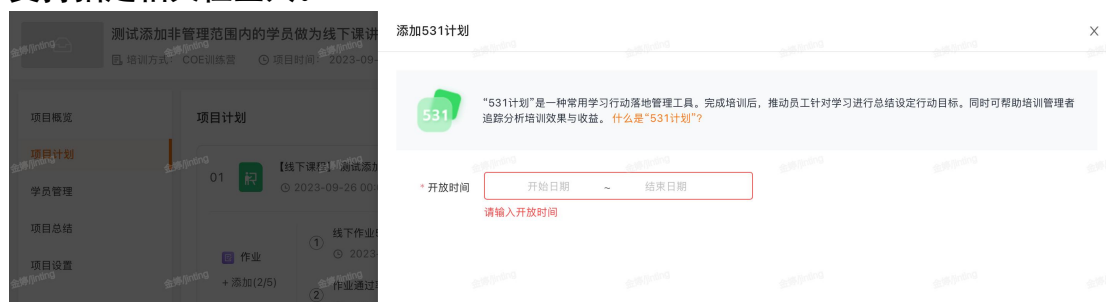 测试添加非管理范围内的学员做为线下课讲
培训方式: COE训练营 项目时间: 2023-09-
项目概览
项目计划
学员管理
项目总结
项目设置
项目计划
01 【线下课程】测试添加
2023-09-26 00:
1 线下作业
2023
作业
+ 添加(2/5)
2 作业通过
添加531计划
531
“531计划”是一种常用学习行动落地管理工具。完成培训后，推动员工针对学习进行总结设定行动目标。同时可帮助培训管理者
追踪分析培训效果与收益。 什么是“531计划”?
* 开放时间 开始日期 ~ 结束日期
请输入开放时间